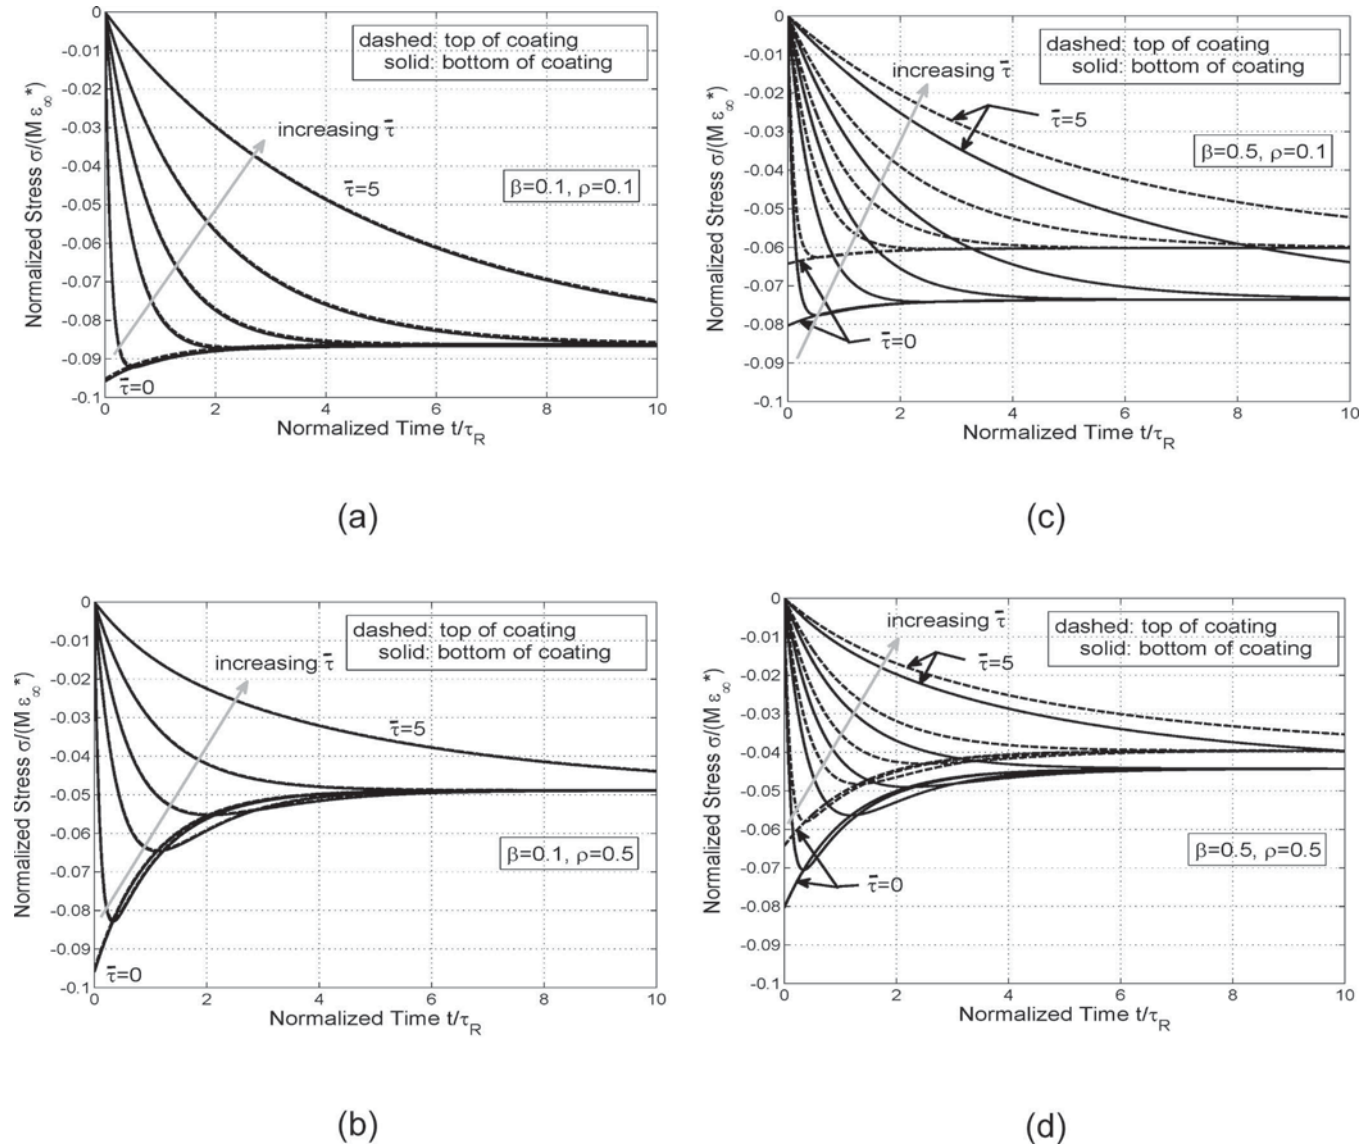 0
-0.01
-0.02
-0.03
-0.04
-0.05
-0.06
-0.07
-0.08
-0.09
-0.1
Normalized Stress σ/(M ε∞*)
dashed: top of coating
solid: bottom of coating
increasing τ̄
τ̄=5
β=0.1, ρ=0.1
τ̄=0
0 2 4 6 8 10
Normalized Time t/τR
(a)
0
-0.01
-0.02
-0.03
-0.04
-0.05
-0.06
-0.07
-0.08
-0.09
-0.1
Normalized Stress σ/(M ε∞*)
dashed: top of coating
solid: bottom of coating
increasing τ̄
τ̄=5
β=0.5, ρ=0.1
τ̄=0
0 2 4 6 8 10
Normalized Time t/τR
(c)
0
-0.01
-0.02
-0.03
-0.04
-0.05
-0.06
-0.07
-0.08
-0.09
-0.1
Normalized Stress σ/(M ε∞*)
dashed: top of coating
solid: bottom of coating
increasing τ̄
τ̄=5
β=0.1, ρ=0.5
τ̄=0
0 2 4 6 8 10
Normalized Time t/τR
(b)
0
-0.01
-0.02
-0.03
-0.04
-0.05
-0.06
-0.07
-0.08
-0.09
-0.1
Normalized Stress σ/(M ε∞*)
dashed: top of coating
solid: bottom of coating
increasing τ̄
τ̄=5
β=0.5, ρ=0.5
τ̄=0
0 2 4 6 8 10
Normalized Time t/τR
(d)